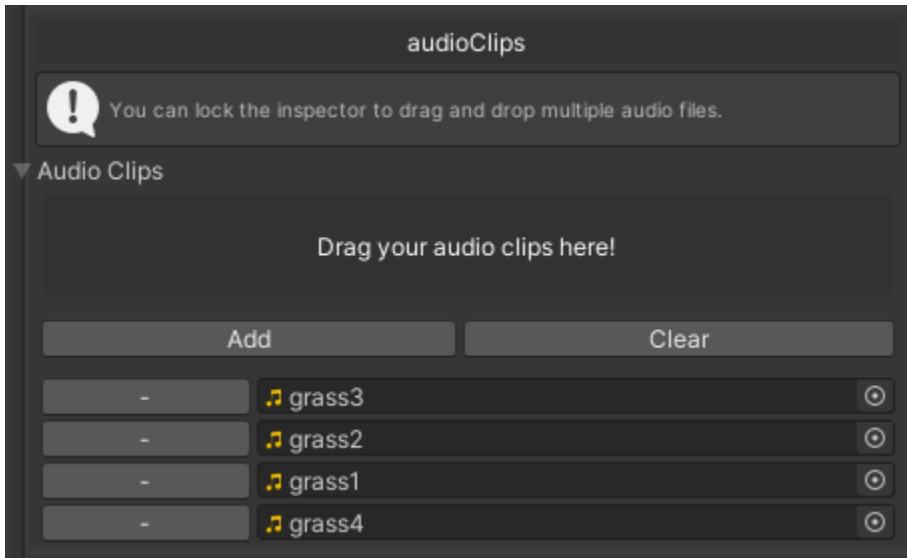 audioClips
You can lock the inspector to drag and drop multiple audio files.
Audio Clips
Drag your audio clips here!
Add Clear
- grass3
- grass2
- grass1
- grass4